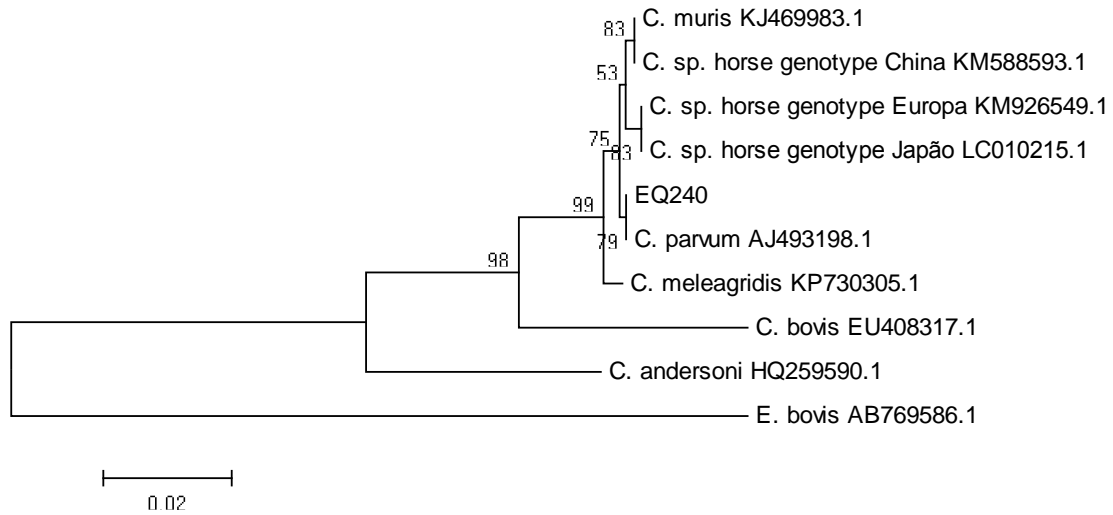 C. muris KJ469983.1
83
C. sp. horse genotype China KM588593.1
53
C. sp. horse genotype Europa KM926549.1
75
83
C. sp. horse genotype Japão LC010215.1
EQ240
99
79
C. parvum AJ493198.1
98
C. meleagridis KP730305.1
C. bovis EU408317.1
C. andersoni HQ259590.1
E. bovis AB769586.1
0.02